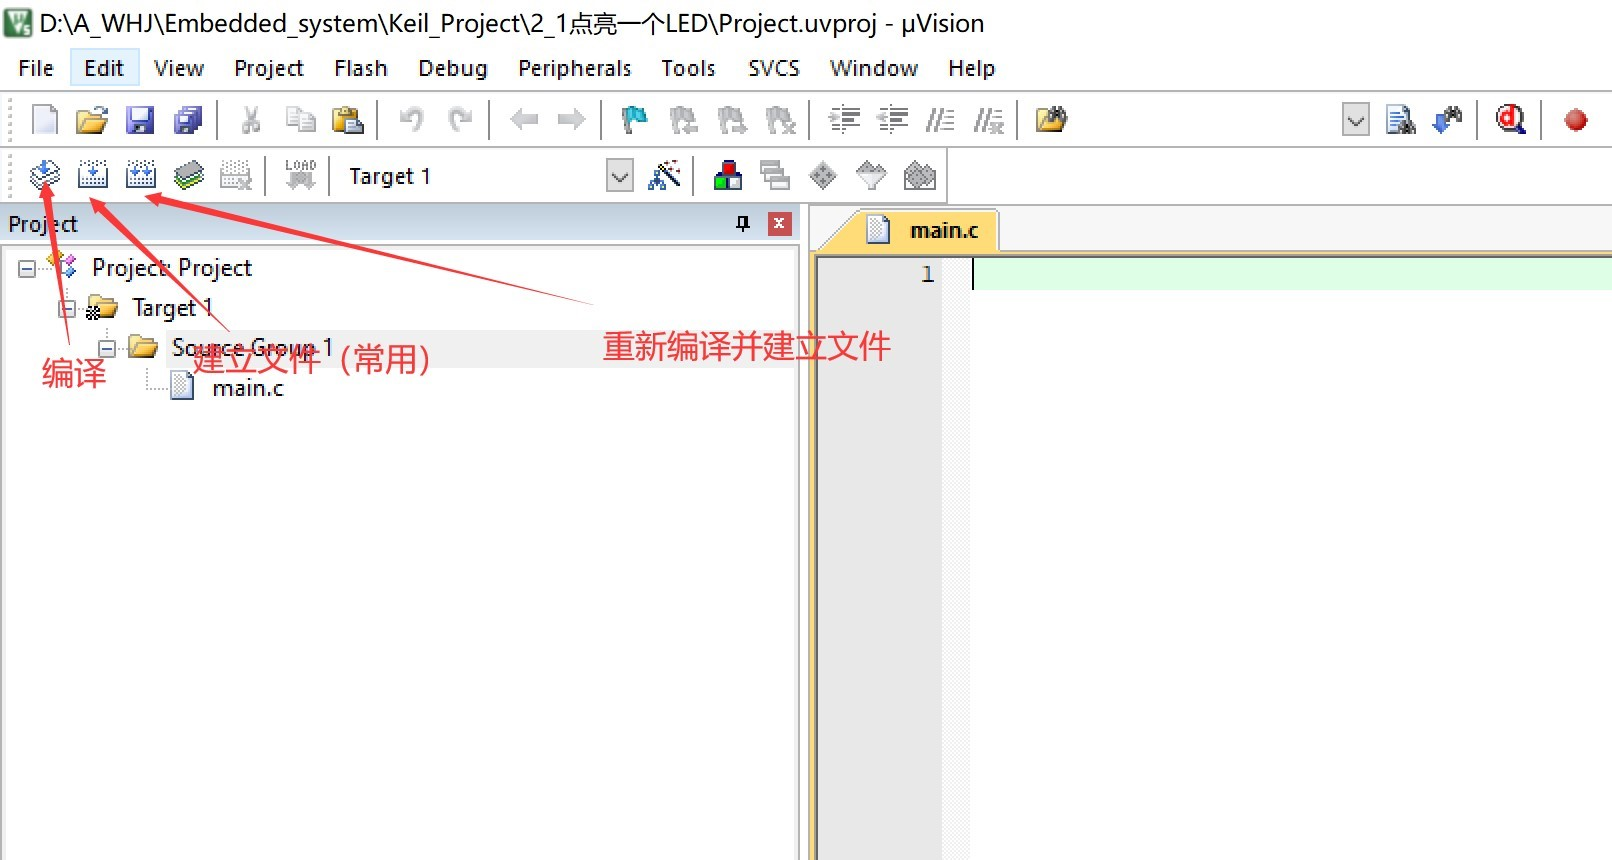 D:\A_WHJ\Embedded_system\Keil_Project\2_1点亮一个LED\Project.uvproj - µVision
File Edit View Project Flash Debug Peripherals Tools SVCS Window Help
LOAD
Target 1
Project
main.c
Project: Project
1
Target 1
Source Group 1
重新编译并建立文件
建立文件（常用）
编译
main.c